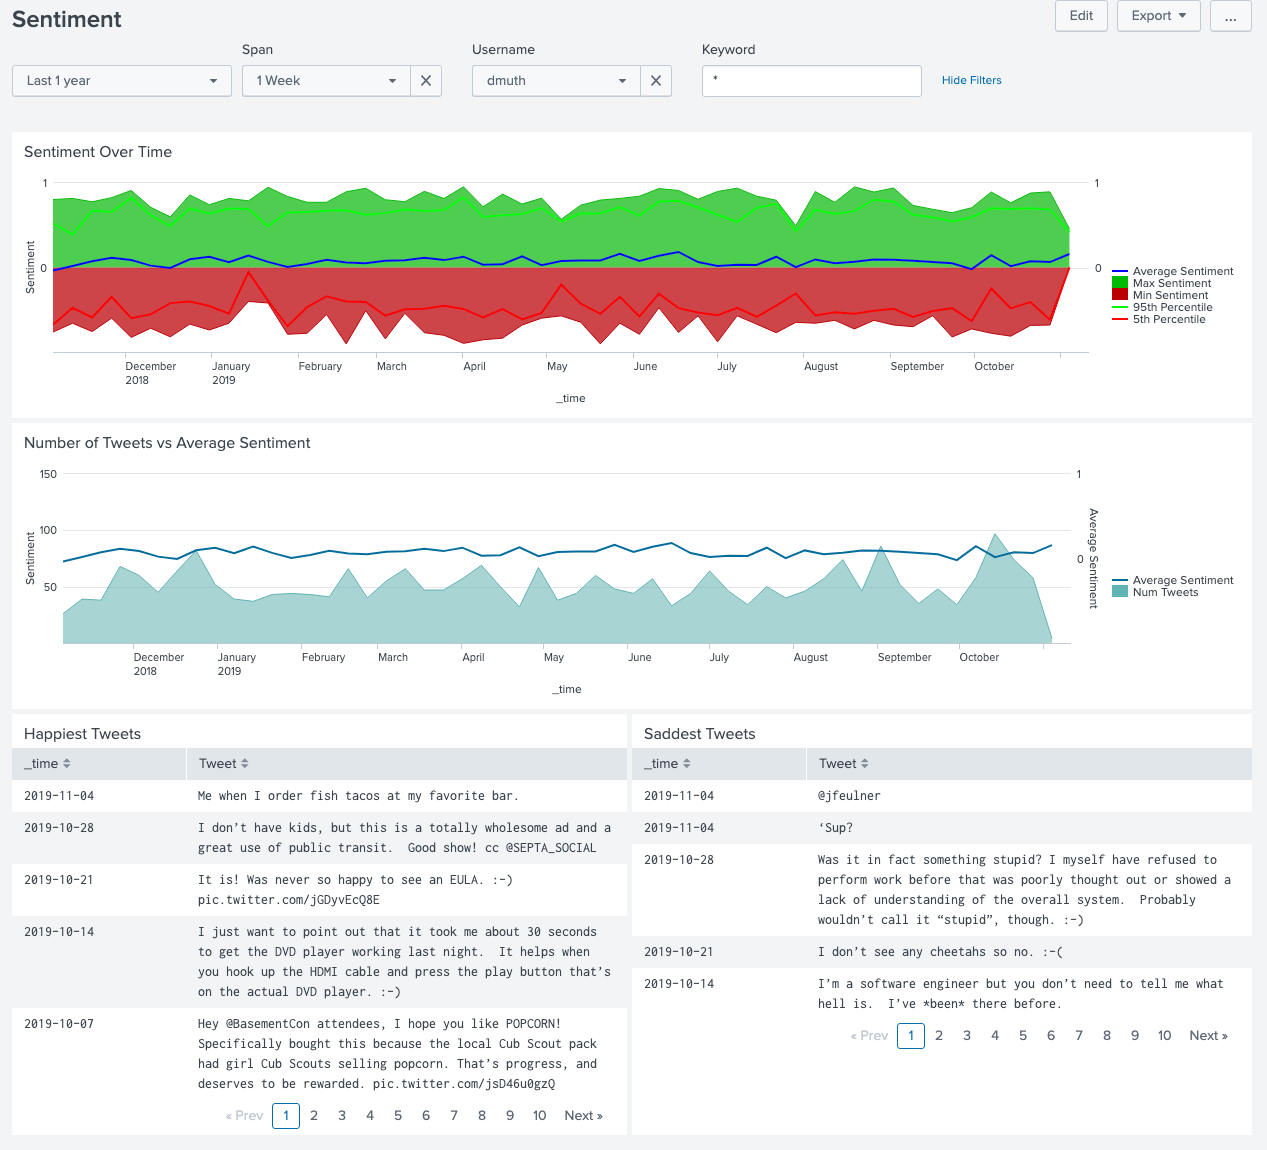 Sentiment
Edit
Export
...
Span
Username
Keyword
Last 1 year
1 Week
dmuth
*
Hide Filters
Sentiment Over Time
1
0
Sentiment
1
0
December
2018
January
2019
February
March
April
May
June
July
August
September
October
_time
Average Sentiment
Max Sentiment
Min Sentiment
95th Percentile
5th Percentile
Number of Tweets vs Average Sentiment
150
100
50
Sentiment
1
0
Average Sentiment
December
2018
January
2019
February
March
April
May
June
July
August
September
October
_time
Average Sentiment
Num Tweets
Happiest Tweets
_time
Tweet
2019-11-04
Me when I order fish tacos at my favorite bar.
2019-10-28
I don’t have kids, but this is a totally wholesome ad and a
great use of public transit.  Good show! cc @SEPTA_SOCIAL
2019-10-21
It is! Was never so happy to see an EULA. :-)
pic.twitter.com/jGDyvEcQ8E
2019-10-14
I just want to point out that it took me about 30 seconds
to get the DVD player working last night.  It helps when
you hook up the HDMI cable and press the play button that’s
on the actual DVD player. :-)
2019-10-07
Hey @BasementCon attendees, I hope you like POPCORN!
Specifically bought this because the local Cub Scout pack
had girl Cub Scouts selling popcorn. That’s progress, and
deserves to be rewarded. pic.twitter.com/jsD46u0gzQ
« Prev 1 2 3 4 5 6 7 8 9 10 Next »
Saddest Tweets
_time
Tweet
2019-11-04
@jfeulner
2019-11-04
‘Sup?
2019-10-28
Was it in fact something stupid? I myself have refused to
perform work before that was poorly thought out or showed a
lack of understanding of the overall system.  Probably
wouldn’t call it “stupid”, though. :-)
2019-10-21
I don’t see any cheetahs so no. :-(
2019-10-14
I’m a software engineer but you don’t need to tell me what
hell is.  I’ve *been* there before.
« Prev 1 2 3 4 5 6 7 8 9 10 Next »